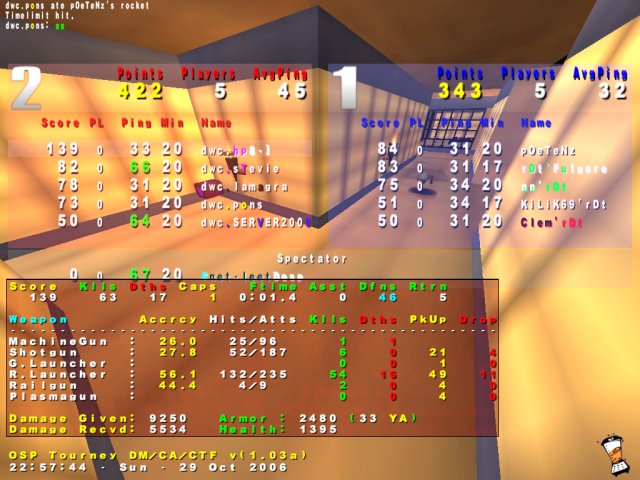 dwc.pons ate pOeTeNz's rocket
Timelimit hit.
dwc.pons: gg
2 Points Players AvgPing
422 5 45
1 Points Players AvgPing
343 5 32
Score PL Ping Min Name
139 0 33 20
82 0 66 20 dwc.sTevie
78 0 31 20 dwc.lamagra
73 0 31 20 dwc.pons
50 0 64 20 dwc.SERVER2000
Score PL Ping Min Name
84 0 31 20 pOeTeNz
83 0 31 17 rDt'Fulgore
75 0 34 20 nn'rDt
51 0 34 17 KiLiK69'rDt
50 0 31 20 Clem'rDt
Spectator
0 0 67 20
Score Klls Dths Caps Ftime Asst Dfns Rtrn
139 63 17 1 0:01.4 0 46 5
Weapon Accrcy Hits/Atts Klls Dths PkUp Drop
MachineGun : 26.0 25/96 1 1
Shotgun : 27.8 52/187 6 0 21 4
G.Launcher : 0 0 1 0
R.Launcher : 56.1 132/235 54 16 49 11
Railgun : 44.4 4/9 2 0 4 0
Plasmagun : 0 0 4 0
Damage Given: 9250 Armor : 2480 (33 YA)
Damage Recvd: 5534 Health: 1395
OSP Tourney DM/CA/CTF v(1.03a)
22:57:44 - Sun - 29 Oct 2006